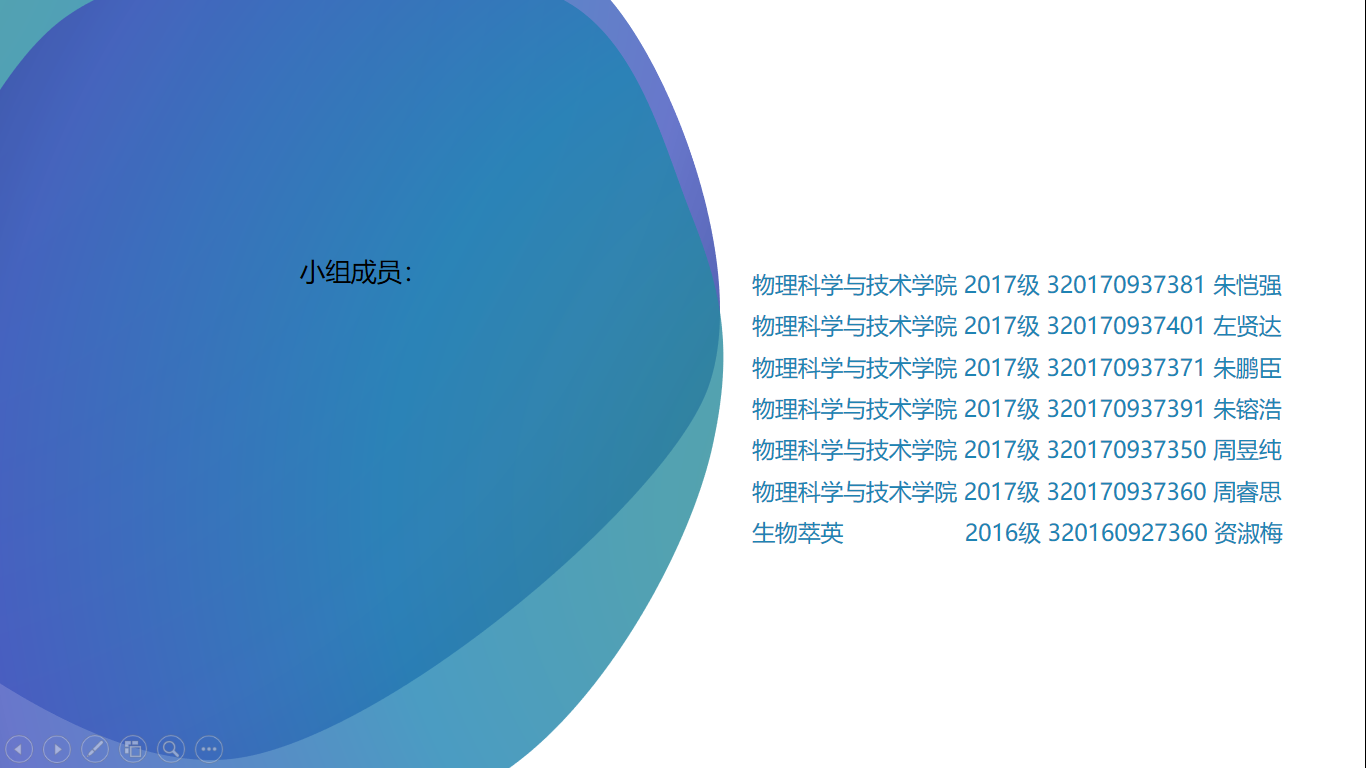 小组成员：
物理科学与技术学院 2017级 320170937381 朱恺强
物理科学与技术学院 2017级 320170937401 左贤达
物理科学与技术学院 2017级 320170937371 朱鹏臣
物理科学与技术学院 2017级 320170937391 朱镕浩
物理科学与技术学院 2017级 320170937350 周昱纯
物理科学与技术学院 2017级 320170937360 周睿思
生物萃英 2016级 320160927360 资淑梅